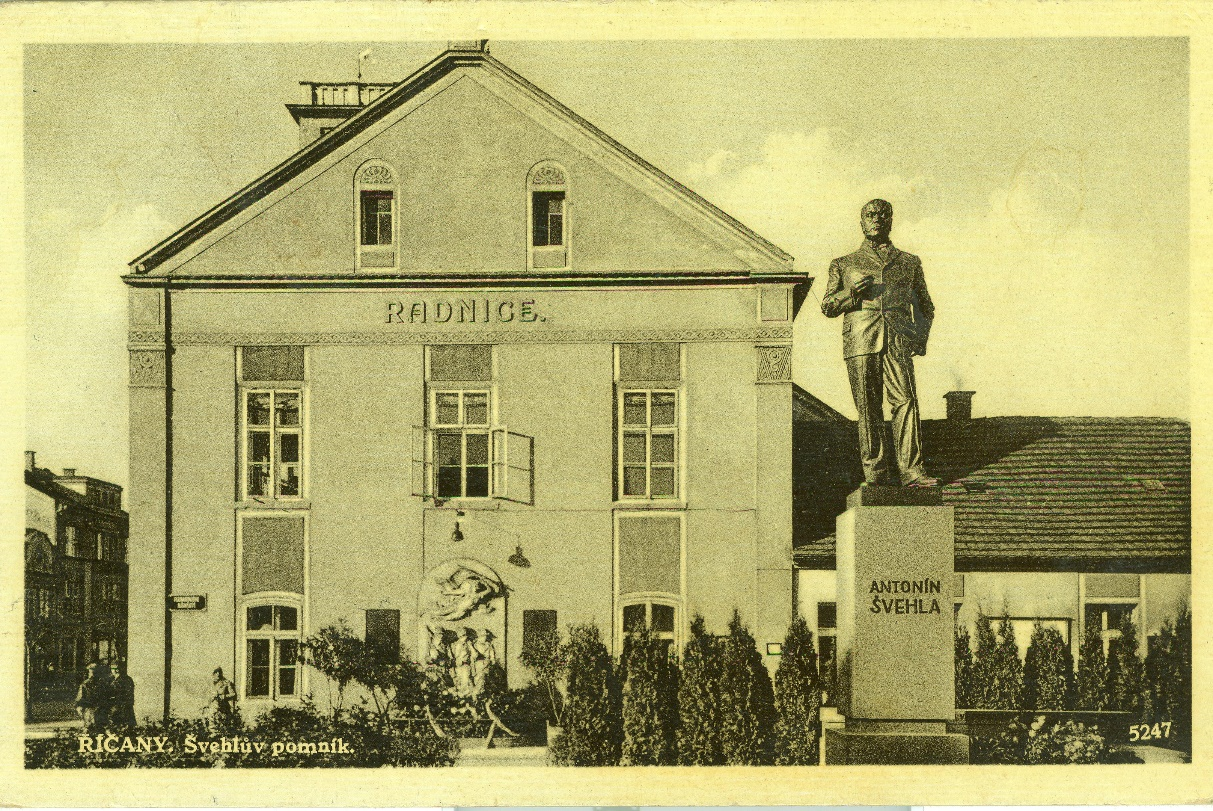 RADNICE.
ANTONÍN
ŠVEHLA
ŘÍČANY. Švehlův pomník.
5247